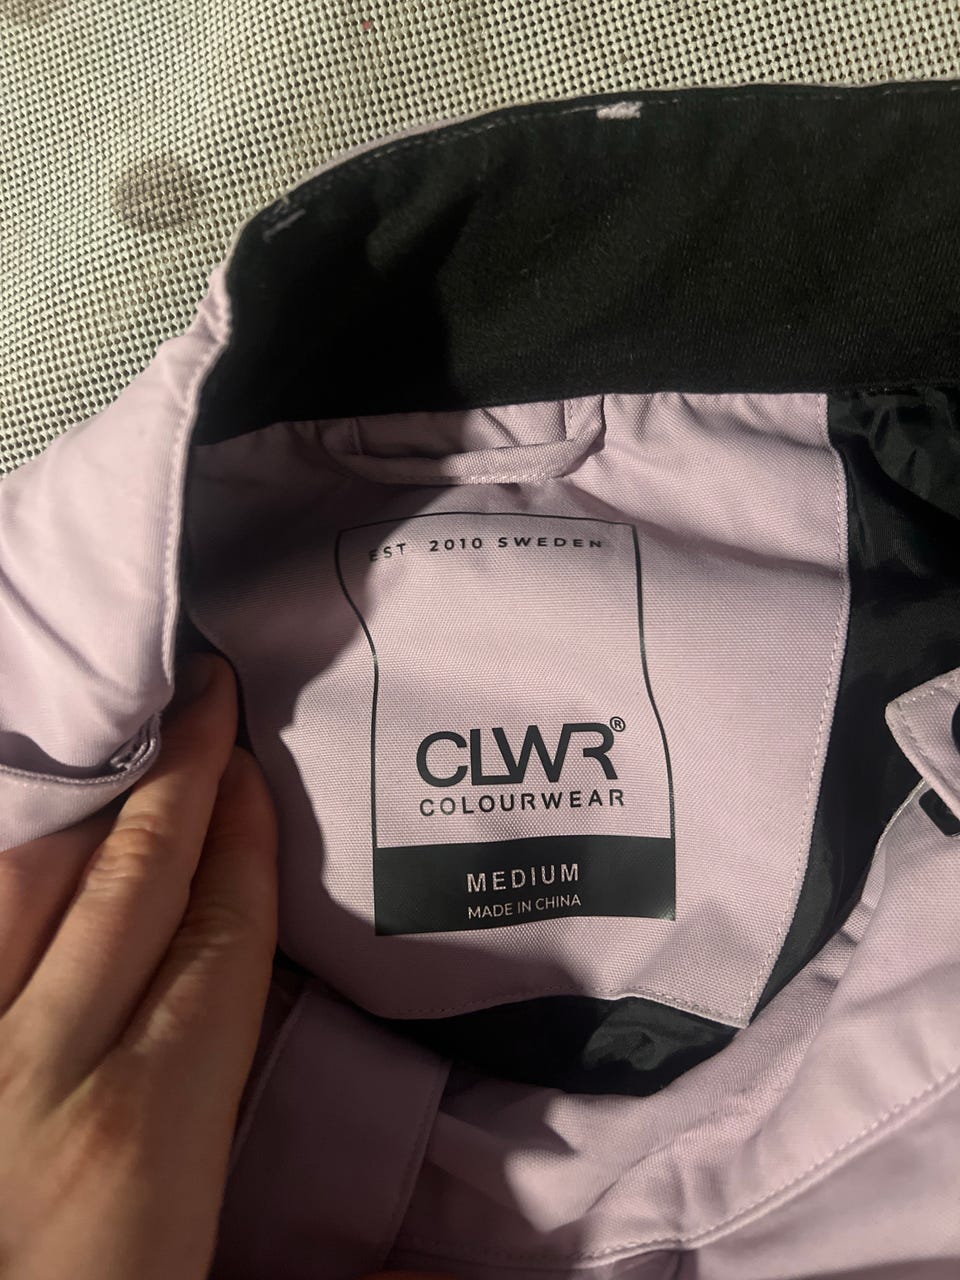 EST 2010 SWEDEN
CLWR®
COLOURWEAR
MEDIUM
MADE IN CHINA